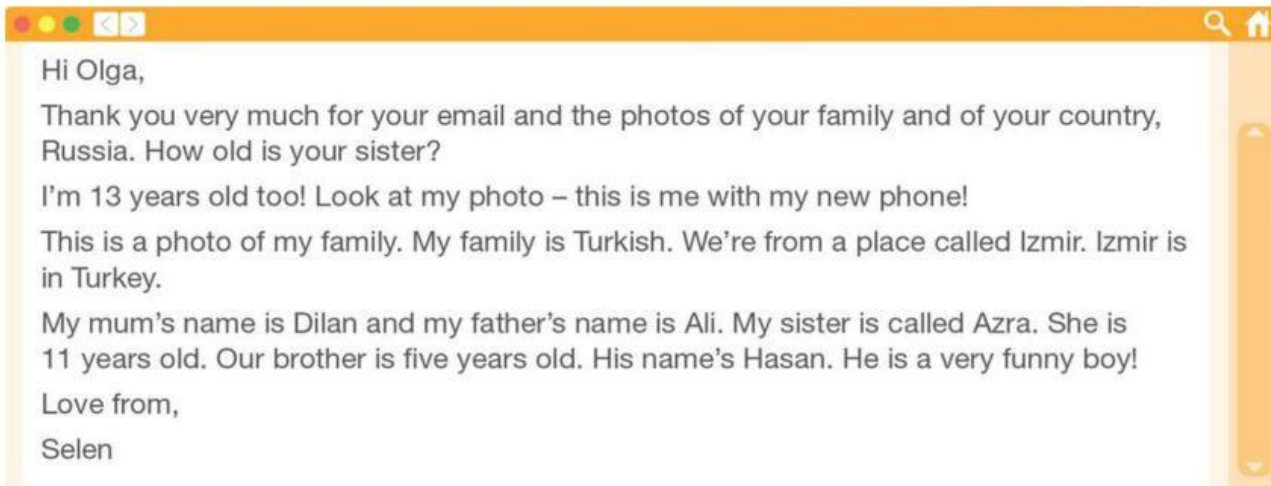 Hi Olga,
Thank you very much for your email and the photos of your family and of your country,
Russia. How old is your sister?
I'm 13 years old too! Look at my photo – this is me with my new phone!
This is a photo of my family. My family is Turkish. We're from a place called Izmir. Izmir is
in Turkey.
My mum's name is Dilan and my father's name is Ali. My sister is called Azra. She is
11 years old. Our brother is five years old. His name's Hasan. He is a very funny boy!
Love from,
Selen